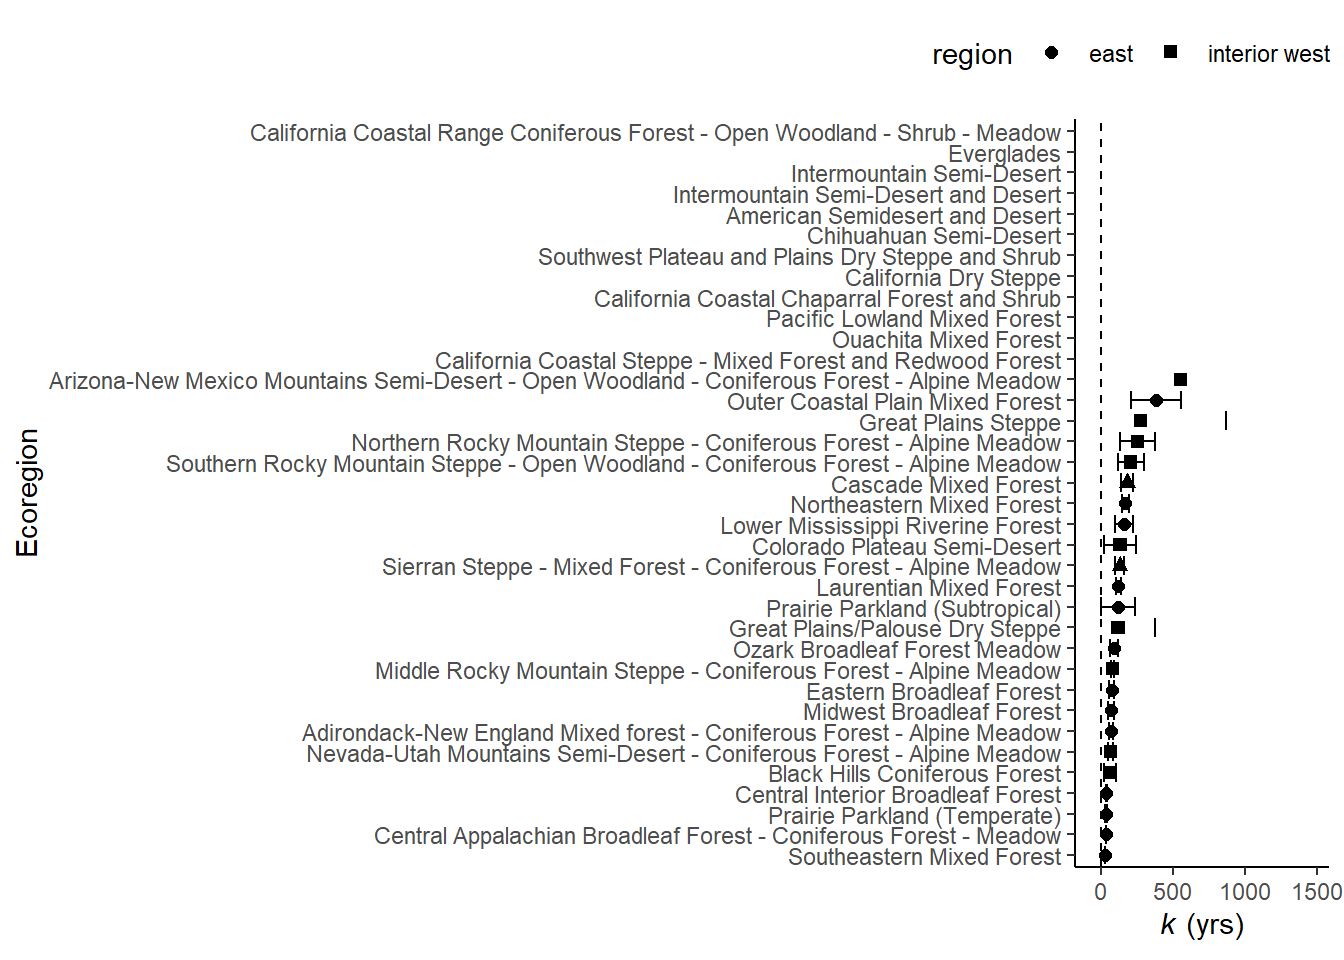 region east interior west
California Coastal Range Coniferous Forest - Open Woodland - Shrub - Meadow
Everglades
Intermountain Semi-Desert
Intermountain Semi-Desert and Desert
American Semidesert and Desert
Chihuahuan Semi-Desert
Southwest Plateau and Plains Dry Steppe and Shrub
California Dry Steppe
California Coastal Chaparral Forest and Shrub
Pacific Lowland Mixed Forest
Ouachita Mixed Forest
California Coastal Steppe - Mixed Forest and Redwood Forest
Arizona-New Mexico Mountains Semi-Desert - Open Woodland - Coniferous Forest - Alpine Meadow
Outer Coastal Plain Mixed Forest
Great Plains Steppe
Northern Rocky Mountain Steppe - Coniferous Forest - Alpine Meadow
Southern Rocky Mountain Steppe - Open Woodland - Coniferous Forest - Alpine Meadow
Cascade Mixed Forest
Northeastern Mixed Forest
Lower Mississippi Riverine Forest
Colorado Plateau Semi-Desert
Sierran Steppe - Mixed Forest - Coniferous Forest - Alpine Meadow
Laurentian Mixed Forest
Prairie Parkland (Subtropical)
Great Plains/Palouse Dry Steppe
Ozark Broadleaf Forest Meadow
Middle Rocky Mountain Steppe - Coniferous Forest - Alpine Meadow
Eastern Broadleaf Forest
Midwest Broadleaf Forest
Adirondack-New England Mixed forest - Coniferous Forest - Alpine Meadow
Nevada-Utah Mountains Semi-Desert - Coniferous Forest - Alpine Meadow
Black Hills Coniferous Forest
Central Interior Broadleaf Forest
Prairie Parkland (Temperate)
Central Appalachian Broadleaf Forest - Coniferous Forest - Meadow
Southeastern Mixed Forest
Ecoregion
0 500 1000 1500
k (yrs)